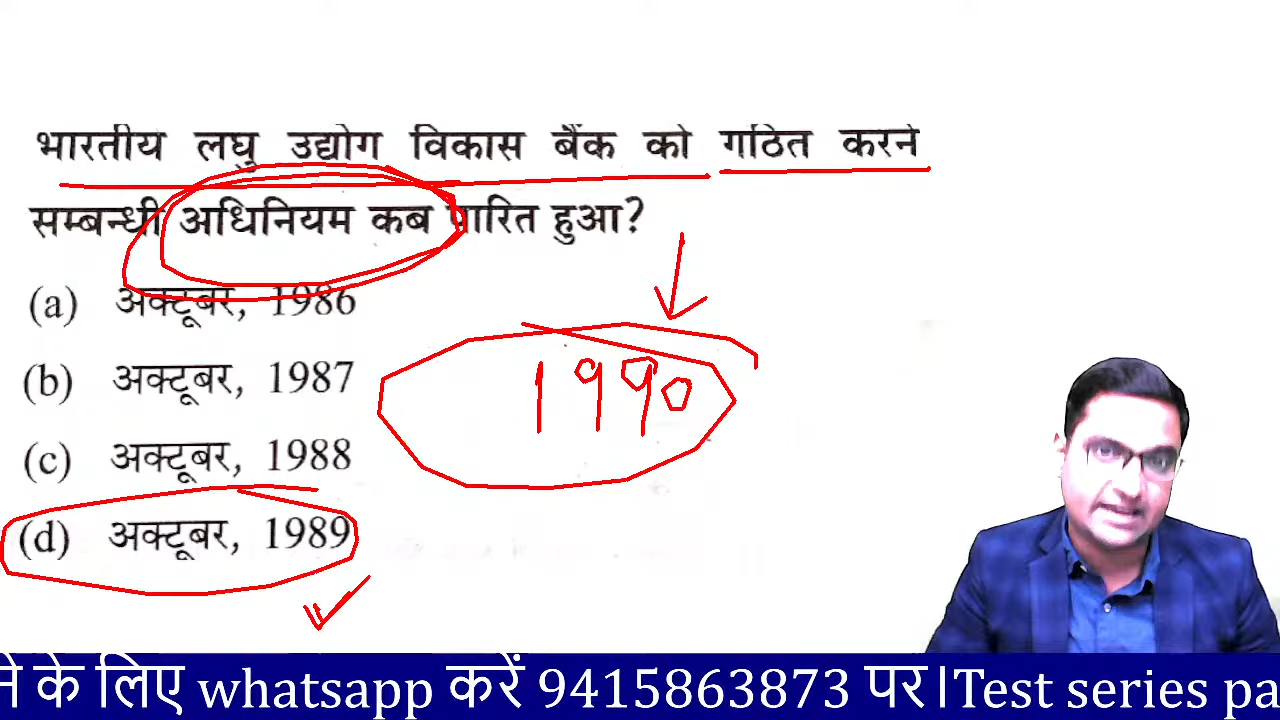 भारतीय लघु उद्योग विकास बैंक को गठित करने
सम्बन्धी अधिनियम कब पारित हुआ?
(a) अक्टूबर, 1986
(b) अक्टूबर, 1987
1990
(c) अक्टूबर, 1988
(d) अक्टूबर, 1989
ने के लिए whatsapp करें 9415863873 पर।Test series pa